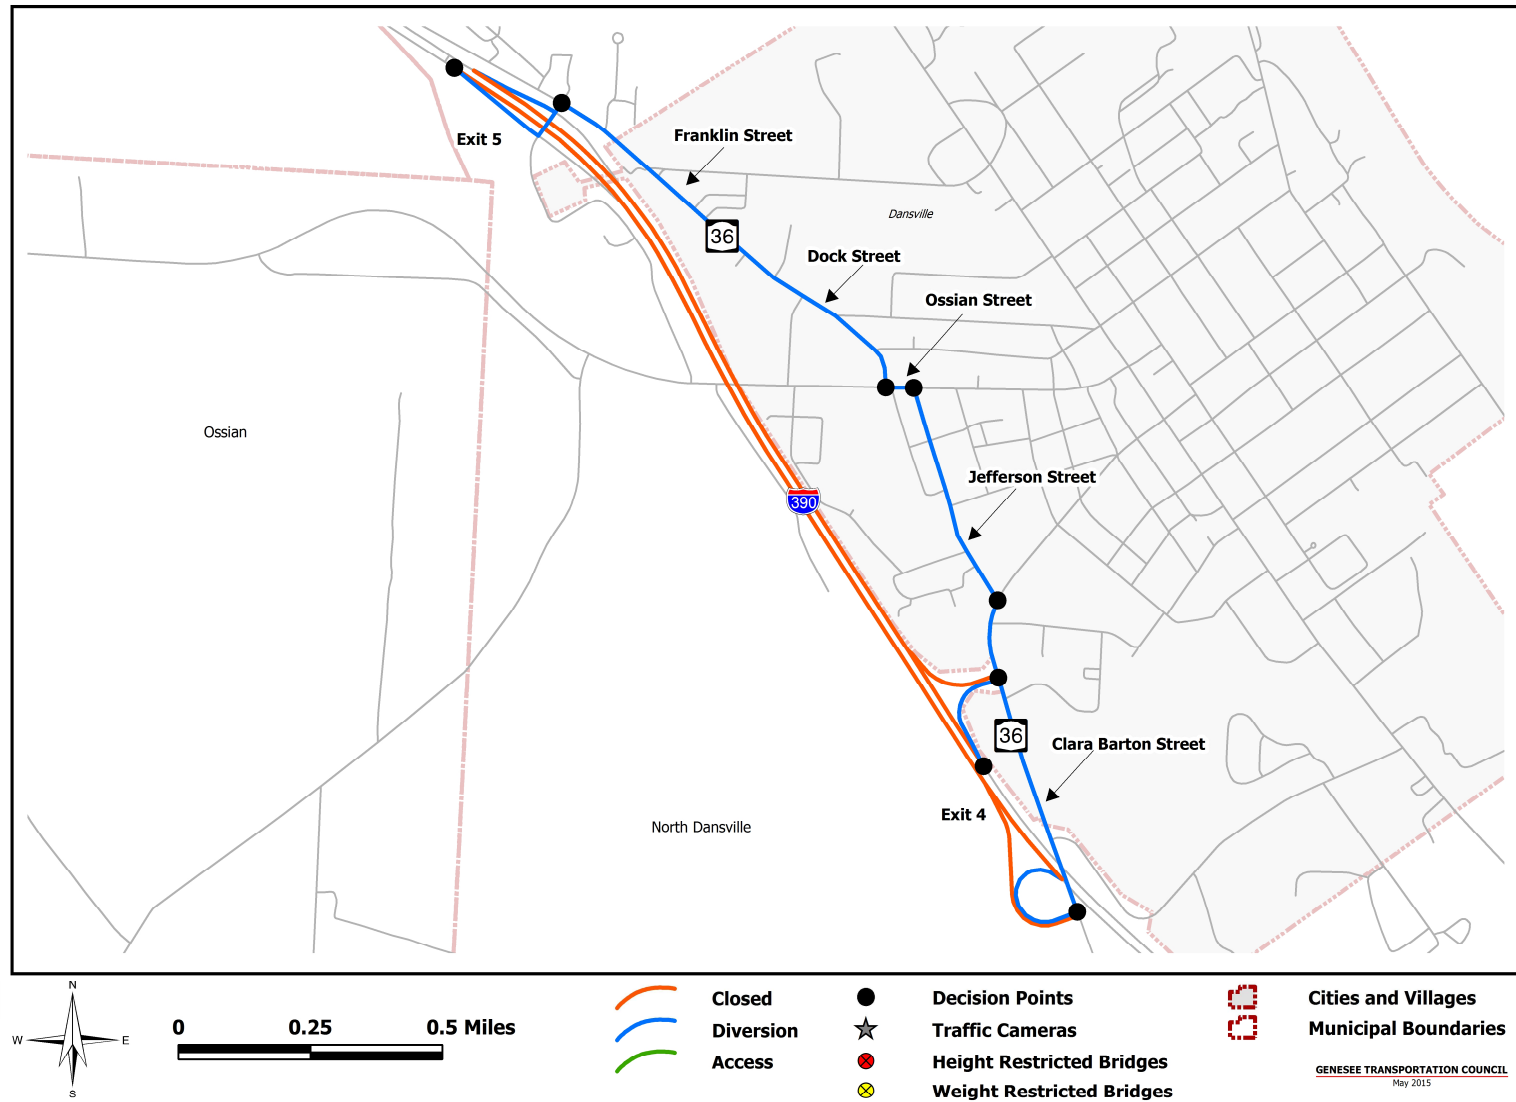 Exit 5
Franklin Street
Dansville
36
Dock Street
Ossian Street
Ossian
Jefferson Street
390
36
Clara Barton Street
Exit 4
North Dansville
N
W
E
S
0
0.25
0.5 Miles
Closed
Diversion
Access
Decision Points
Traffic Cameras
Height Restricted Bridges
Weight Restricted Bridges
Cities and Villages
Municipal Boundaries
GENESEE TRANSPORTATION COUNCIL
May 2015